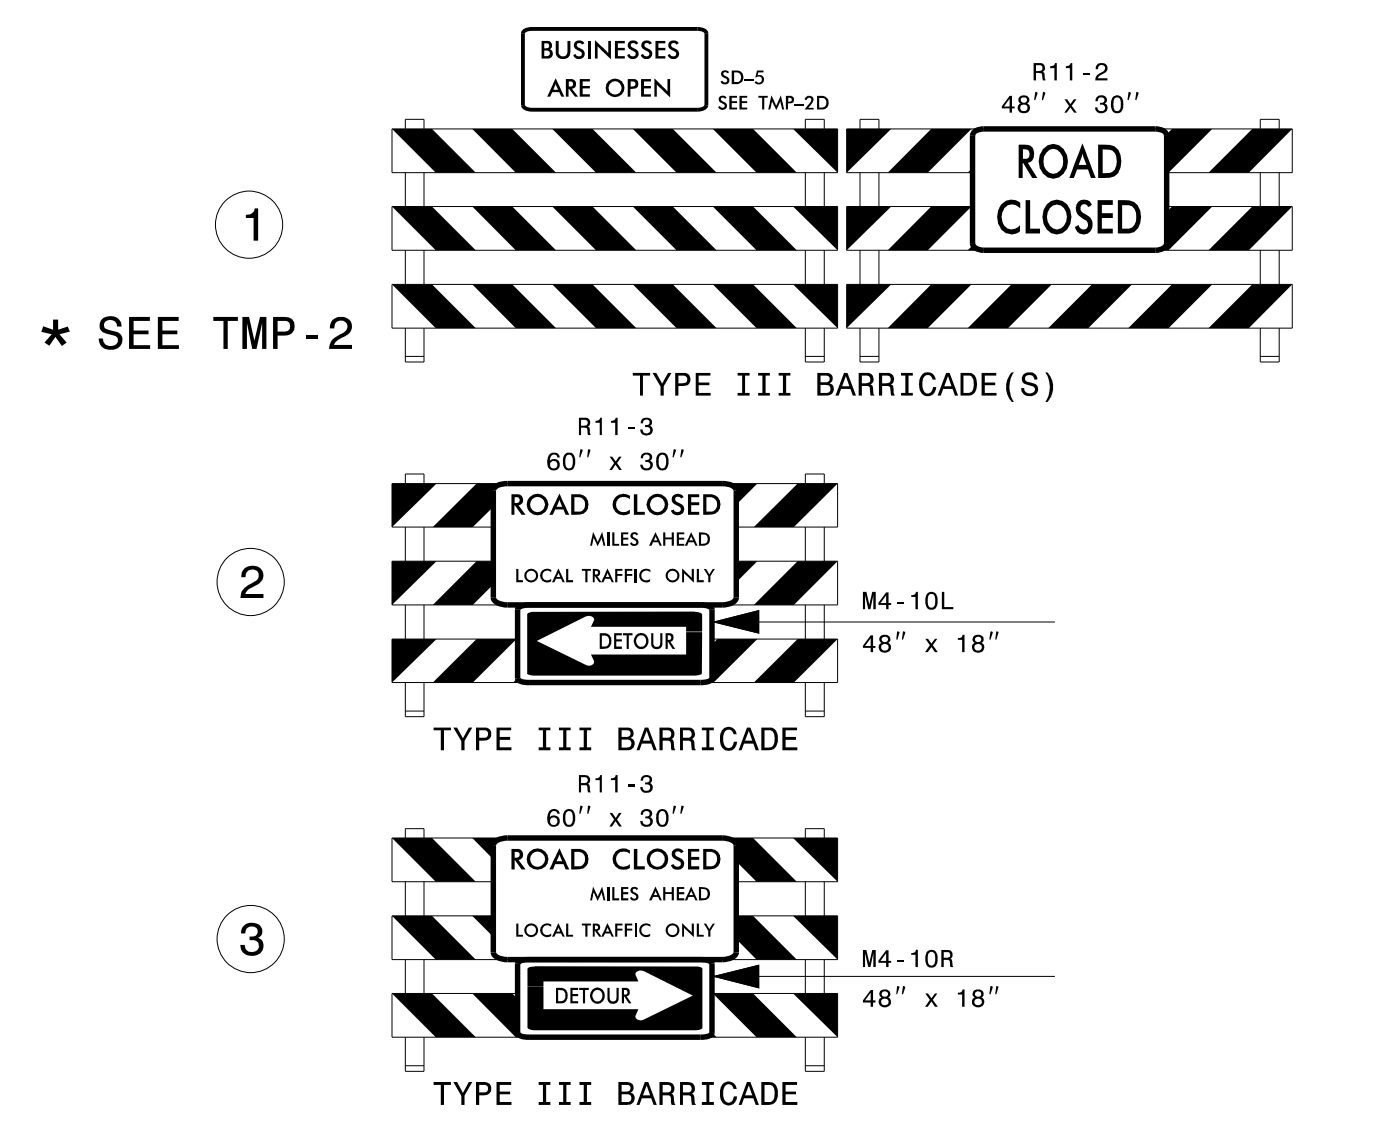 BUSINESSES
ARE OPEN
SD-5
SEE TMP-2D
R11-2
48" x 30"
ROAD
CLOSED
1
* SEE TMP-2
TYPE III BARRICADE(S)
R11-3
60" x 30"
ROAD CLOSED
MILES AHEAD
LOCAL TRAFFIC ONLY
2
DETOUR
M4-10L
48" x 18"
TYPE III BARRICADE
R11-3
60" x 30"
ROAD CLOSED
MILES AHEAD
LOCAL TRAFFIC ONLY
3
DETOUR
M4-10R
48" x 18"
TYPE III BARRICADE